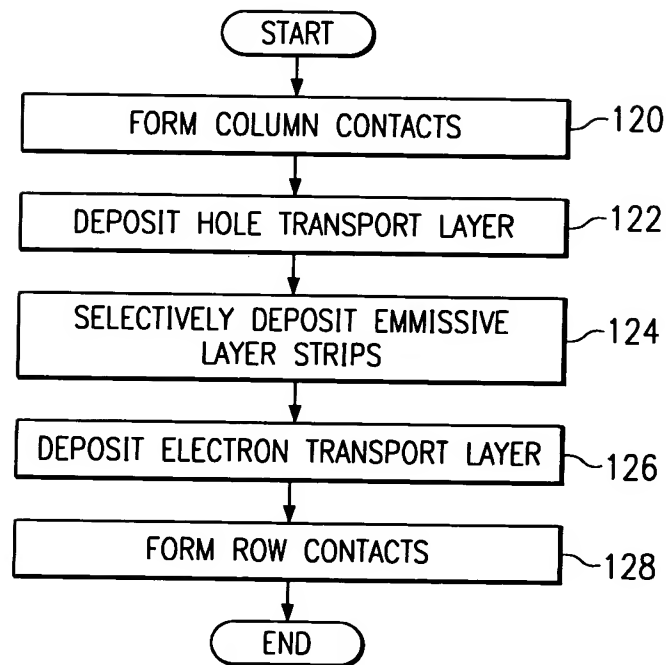 START
FORM COLUMN CONTACTS
120
DEPOSIT HOLE TRANSPORT LAYER
122
SELECTIVELY DEPOSIT EMMISSIVE
LAYER STRIPS
124
DEPOSIT ELECTRON TRANSPORT LAYER
126
FORM ROW CONTACTS
128
END